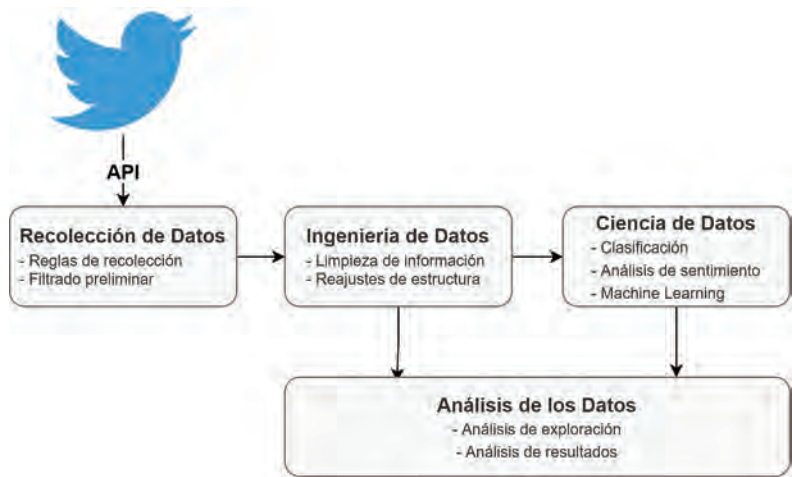 API
Recolección de Datos
- Reglas de recolección
- Filtrado preliminar
Ingeniería de Datos
- Limpieza de información
- Reajustes de estructura
Ciencia de Datos
- Clasificación
- Análisis de sentimiento
- Machine Learning
Análisis de los Datos
- Análisis de exploración
- Análisis de resultados